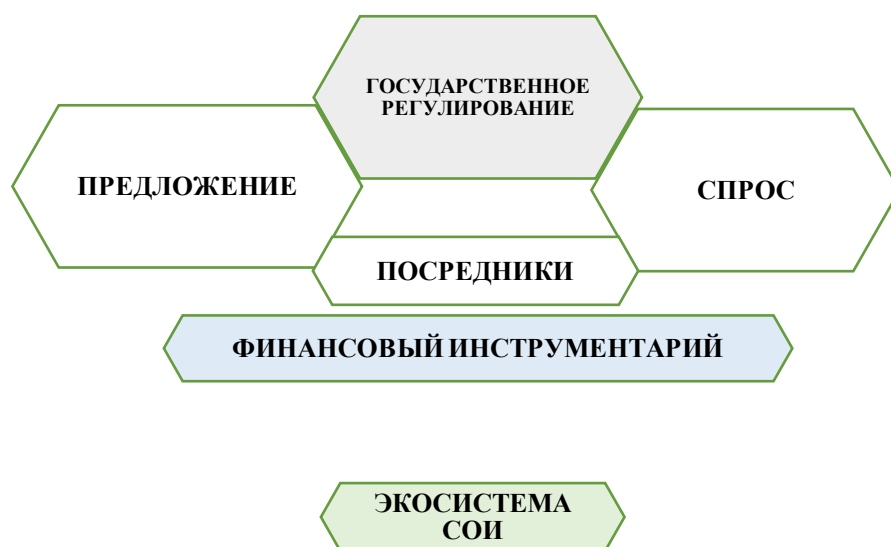 ГОСУДАРСТВЕННОЕ
РЕГУЛИРОВАНИЕ
ПРЕДЛОЖЕНИЕ
СПРОС
ПОСРЕДНИКИ
ФИНАНСОВЫЙ ИНСТРУМЕНТАРИЙ
ЭКОСИСТЕМА
СОИ